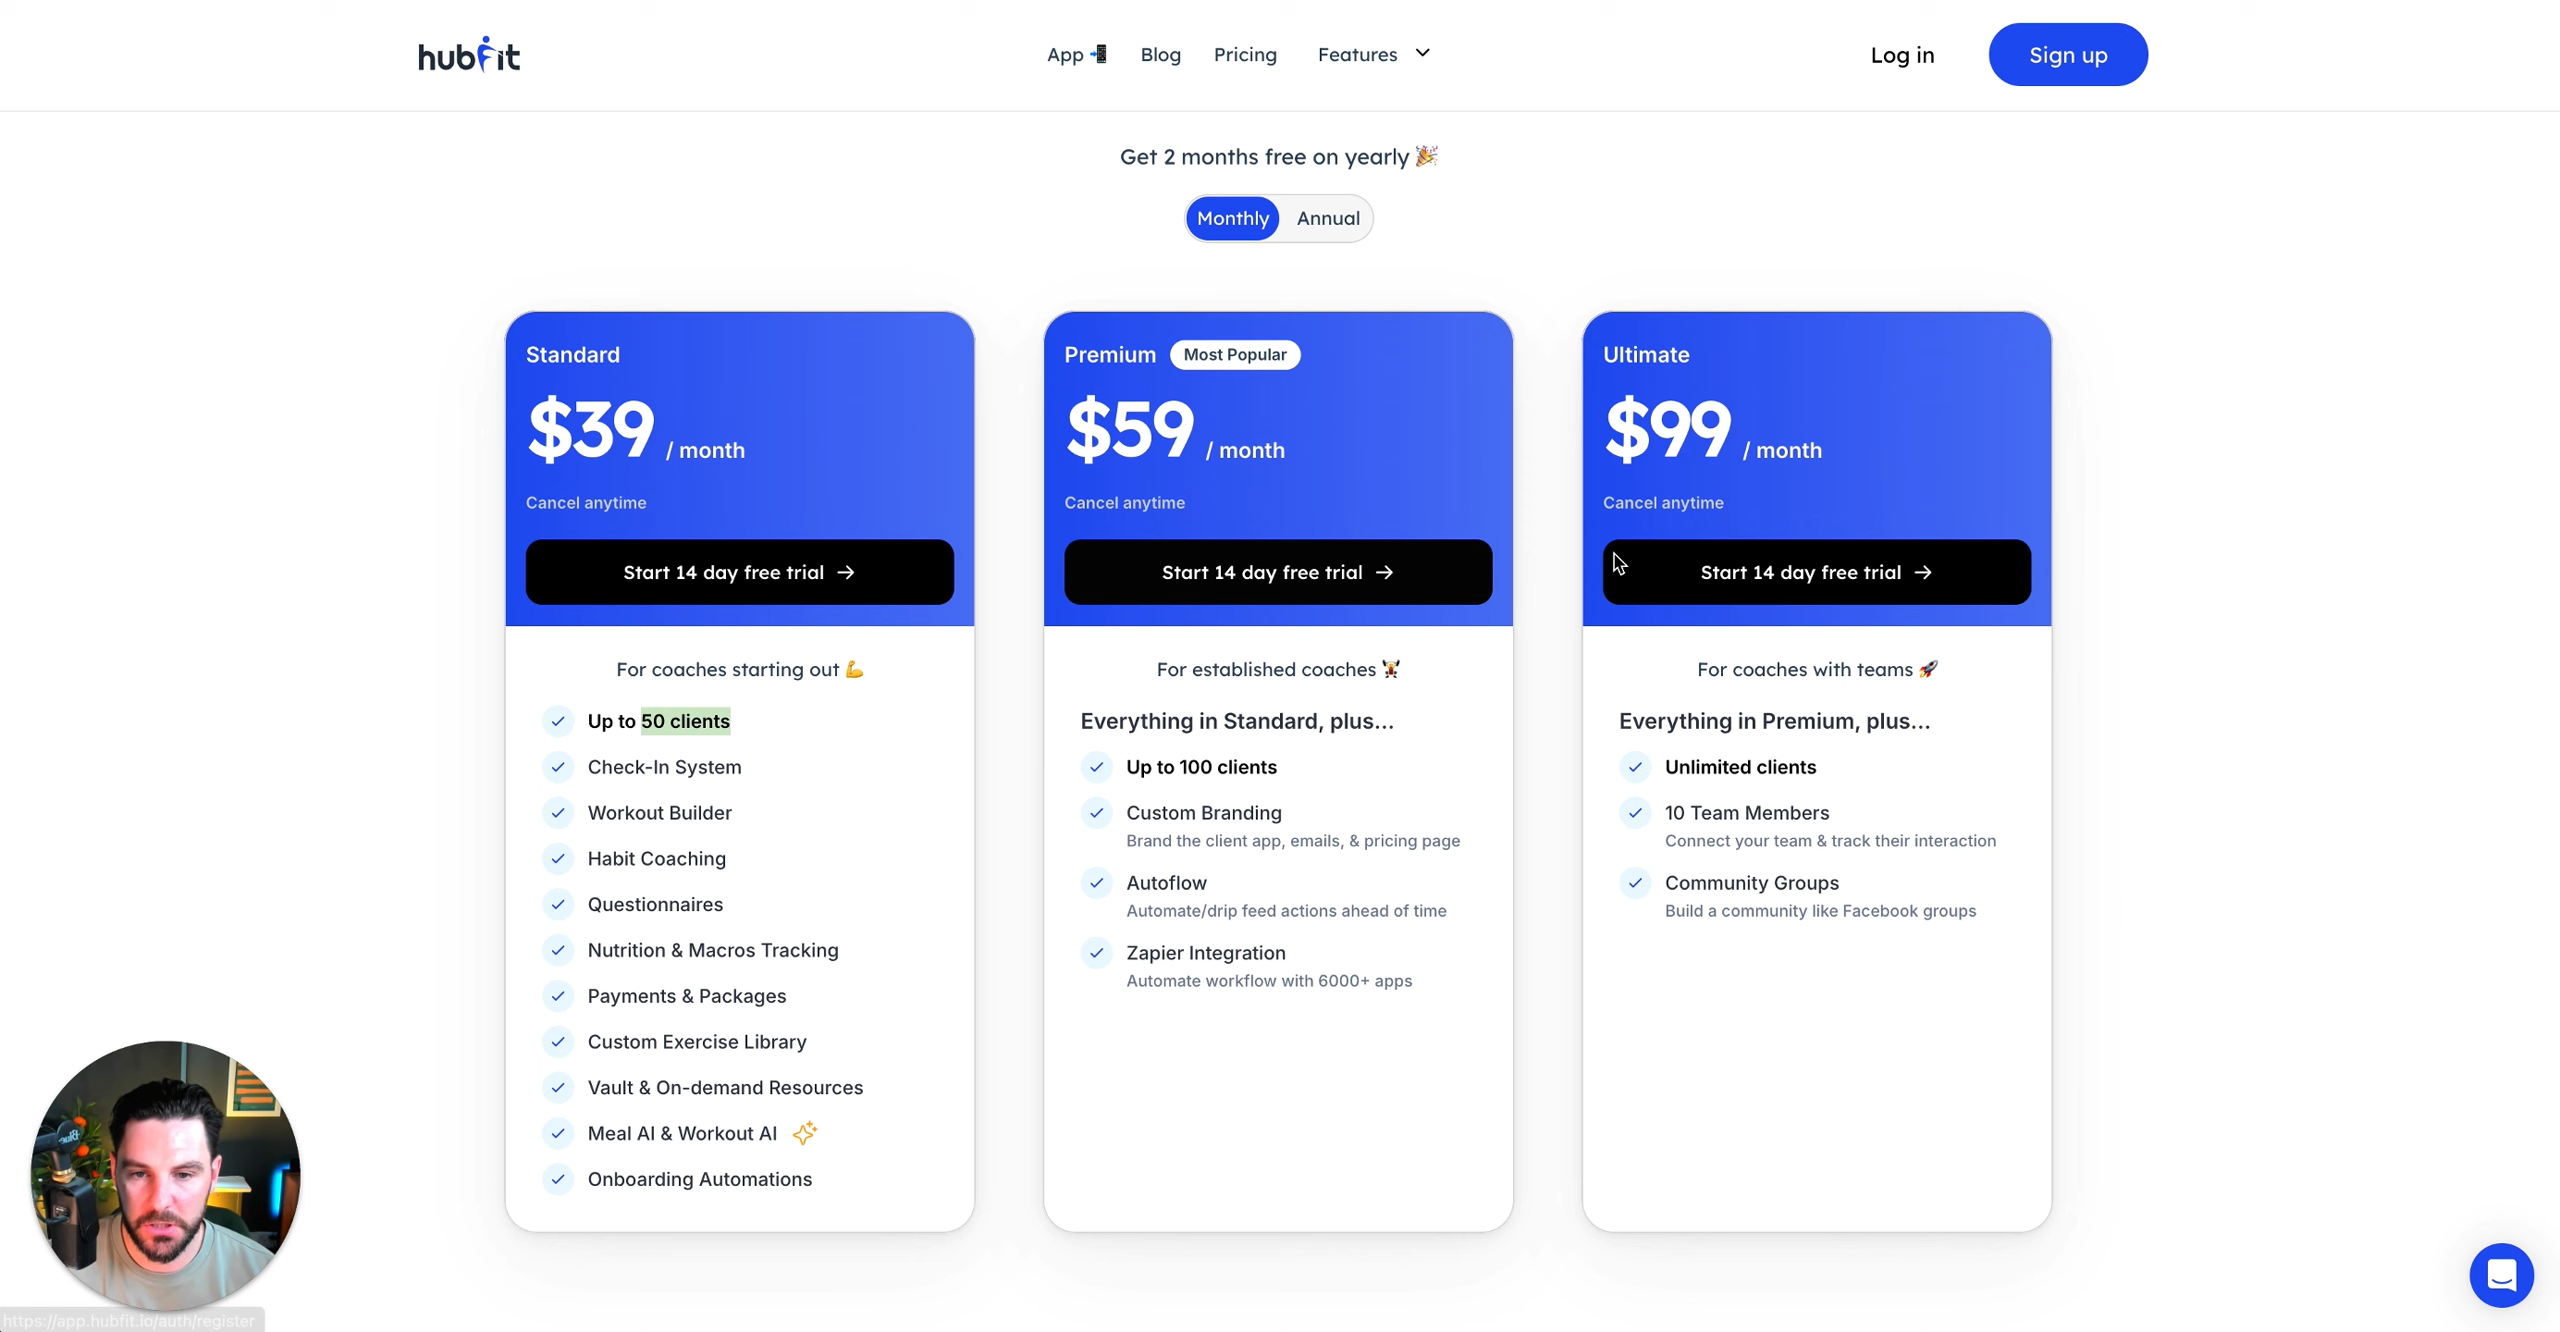 hubfit
App 📲 Blog Pricing Features
Log in
Sign up
Get 2 months free on yearly 🎉
Monthly Annual
Standard
$39 / month
Cancel anytime
Start 14 day free trial →
For coaches starting out 💪
Up to 50 clients
Check-In System
Workout Builder
Habit Coaching
Questionnaires
Nutrition & Macros Tracking
Payments & Packages
Custom Exercise Library
Vault & On-demand Resources
Meal AI & Workout AI
Onboarding Automations
Premium Most Popular
$59 / month
Cancel anytime
Start 14 day free trial →
For established coaches 🏋️
Everything in Standard, plus...
Up to 100 clients
Custom Branding
Brand the client app, emails, & pricing page
Autoflow
Automate/drip feed actions ahead of time
Zapier Integration
Automate workflow with 6000+ apps
Ultimate
$99 / month
Cancel anytime
Start 14 day free trial →
For coaches with teams 🚀
Everything in Premium, plus...
Unlimited clients
10 Team Members
Connect your team & track their interaction
Community Groups
Build a community like Facebook groups
Blue
https://app.hubfit.io/auth/register